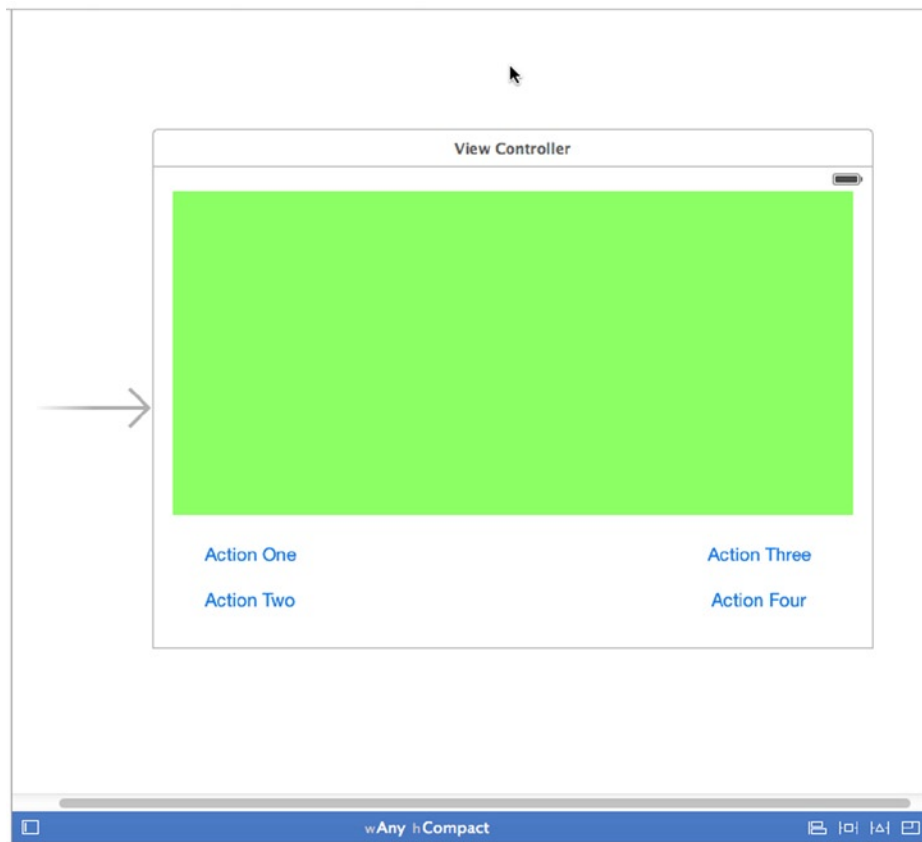 View Controller
Action One
Action Three
Action Two
Action Four
wAny hCompact